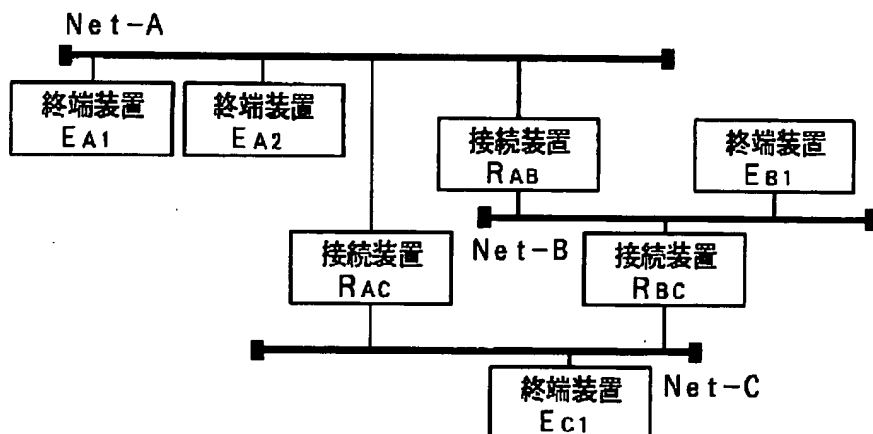 Net-A
終端装置
EA1
終端装置
EA2
接続装置
RAB
終端装置
EB1
接続装置
RAC
Net-B
接続装置
RBC
終端装置
EC1
Net-C